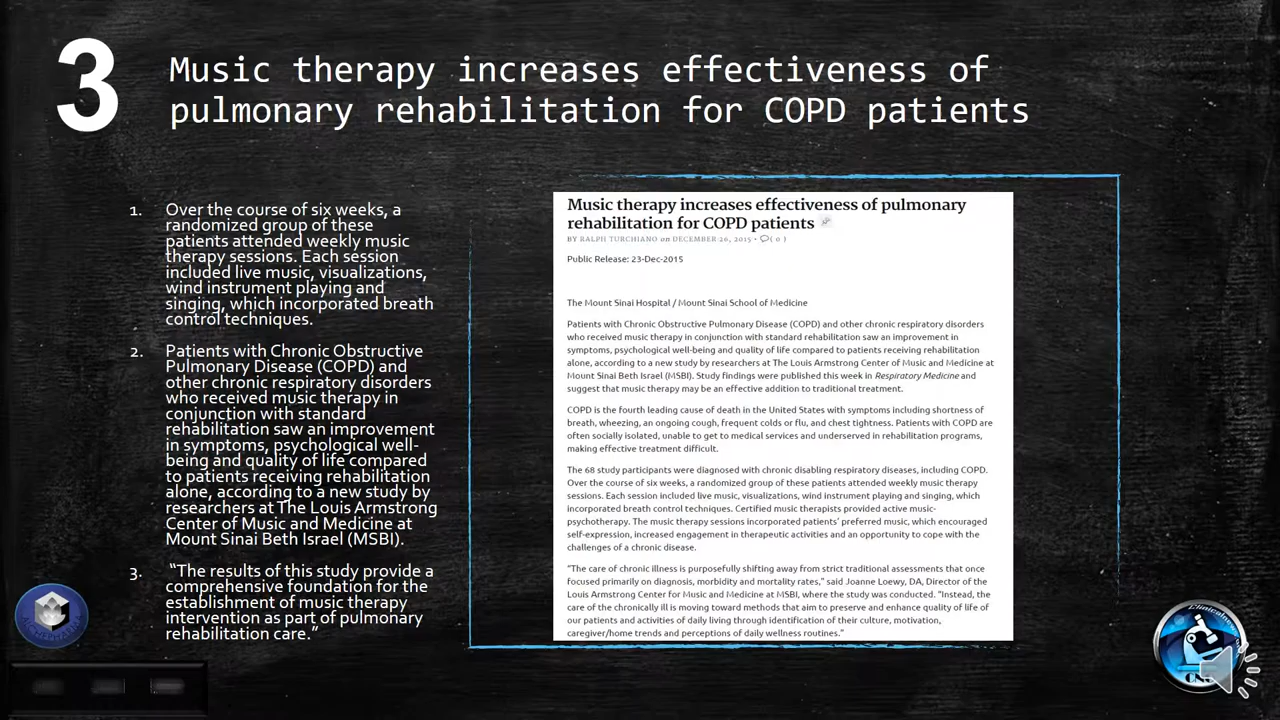 3
Music therapy increases effectiveness of
pulmonary rehabilitation for COPD patients
1. Over the course of six weeks, a
randomized group of these
patients attended weekly music
therapy sessions. Each session
included live music, visualizations,
wind instrument playing and
singing, which incorporated breath
control techniques.
2. Patients with Chronic Obstructive
Pulmonary Disease (COPD) and
other chronic respiratory disorders
who received music therapy in
conjunction with standard
rehabilitation saw an improvement
in symptoms, psychological well-
being and quality of life compared
to patients receiving rehabilitation
alone, according to a new study by
researchers at The Louis Armstrong
Center of Music and Medicine at
Mount Sinai Beth Israel (MSBI).
3. “The results of this study provide a
comprehensive foundation for the
establishment of music therapy
intervention as part of pulmonary
rehabilitation care.”
Music therapy increases effectiveness of pulmonary
rehabilitation for COPD patients
BY RALPH TURCHIANO on DECEMBER 26, 2015 • ( 0 )
Public Release: 23-Dec-2015
The Mount Sinai Hospital / Mount Sinai School of Medicine
Patients with Chronic Obstructive Pulmonary Disease (COPD) and other chronic respiratory disorders
who received music therapy in conjunction with standard rehabilitation saw an improvement in
symptoms, psychological well-being and quality of life compared to patients receiving rehabilitation
alone, according to a new study by researchers at The Louis Armstrong Center of Music and Medicine at
Mount Sinai Beth Israel (MSBI). Study findings were published this week in Respiratory Medicine and
suggest that music therapy may be an effective addition to traditional treatment.
COPD is the fourth leading cause of death in the United States with symptoms including shortness of
breath, wheezing, an ongoing cough, frequent colds or flu, and chest tightness. Patients with COPD are
often socially isolated, unable to get to medical services and underserved in rehabilitation programs,
making effective treatment difficult.
The 68 study participants were diagnosed with chronic disabling respiratory diseases, including COPD.
Over the course of six weeks, a randomized group of these patients attended weekly music therapy
sessions. Each session included live music, visualizations, wind instrument playing and singing, which
incorporated breath control techniques. Certified music therapists provided active music-
psychotherapy. The music therapy sessions incorporated patients’ preferred music, which encouraged
self-expression, increased engagement in therapeutic activities and an opportunity to cope with the
challenges of a chronic disease.
“The care of chronic illness is purposefully shifting away from strict traditional assessments that once
focused primarily on diagnosis, morbidity and mortality rates,” said Joanne Loewy, DA, Director of the
Louis Armstrong Center for Music and Medicine at MSBI, where the study was conducted. “Instead, the
care of the chronically ill is moving toward methods that aim to preserve and enhance quality of life of
our patients and activities of daily living through identification of their culture, motivation,
caregiver/home trends and perceptions of daily wellness routines.”